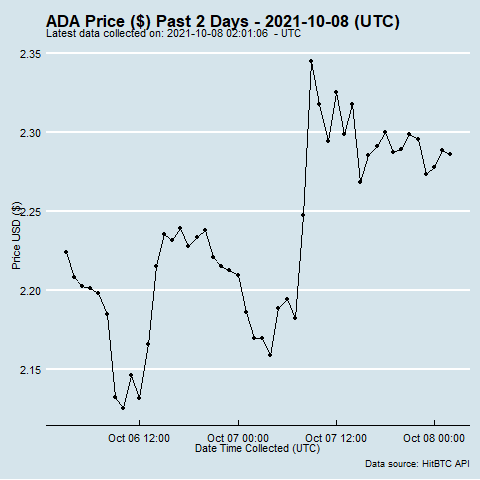 ADA Price ($) Past 2 Days - 2021-10-08 (UTC)
Latest data collected on: 2021-10-08 02:01:06 - UTC
2.35
2.30
2.25
2.20
2.15
Price USD ($)
Oct 06 12:00
Oct 07 00:00
Oct 07 12:00
Oct 08 00:00
Date Time Collected (UTC)
Data source: HitBTC API